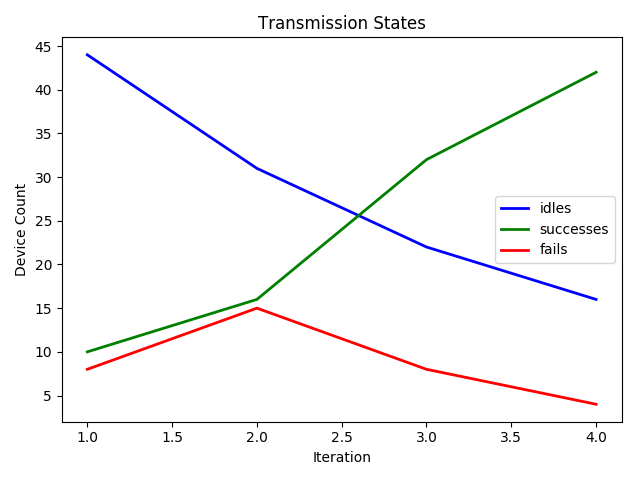 Transmission States
Device Count
45
40
35
30
25
20
15
10
5
idles
successes
fails
1.0 1.5 2.0 2.5 3.0 3.5 4.0
Iteration